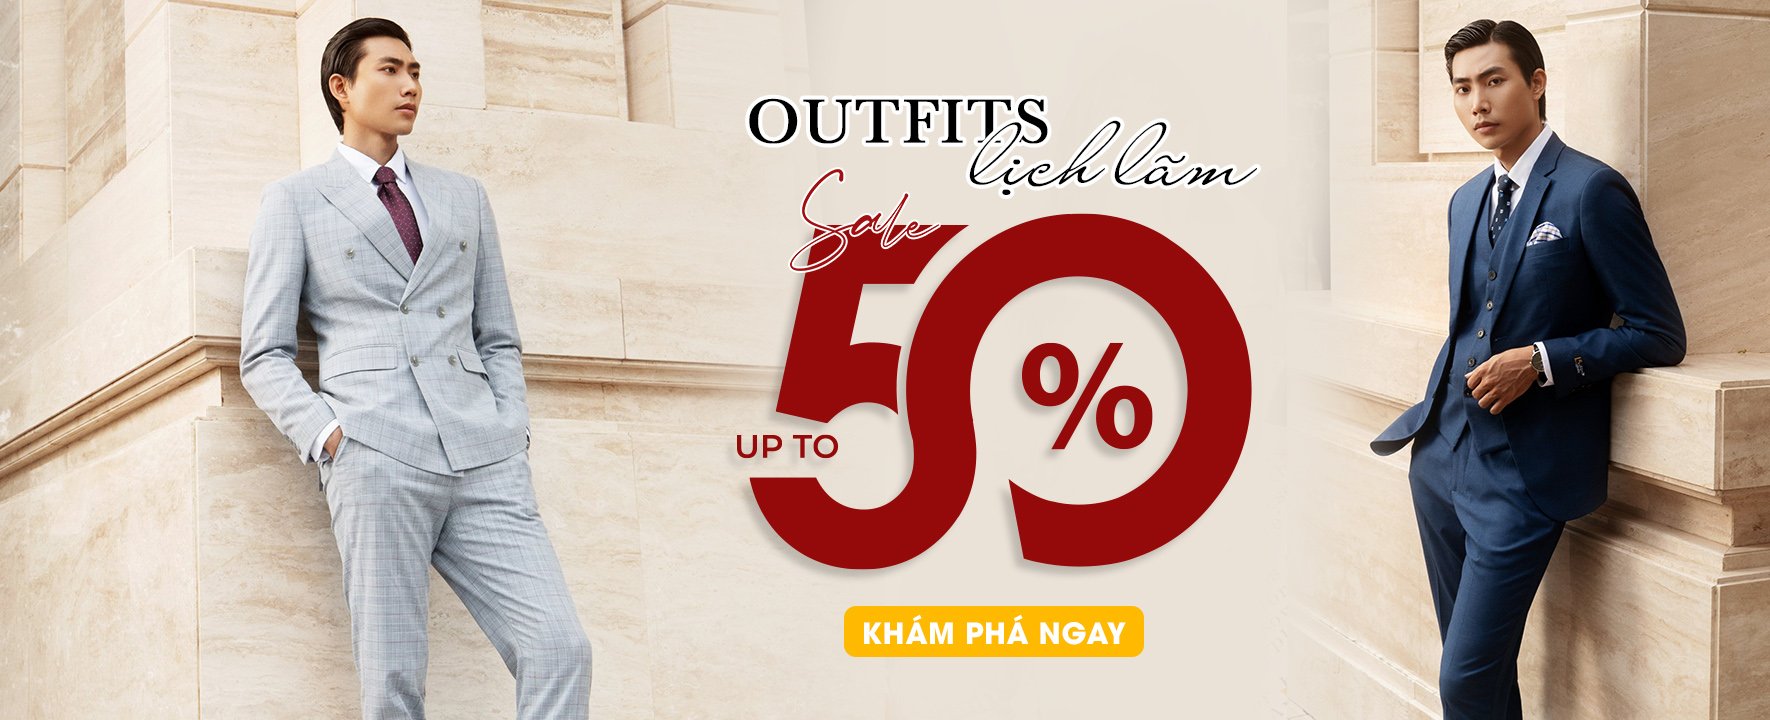 OUTFITS
lịch lãm
Sale
UP TO
50%
KHÁM PHÁ NGAY